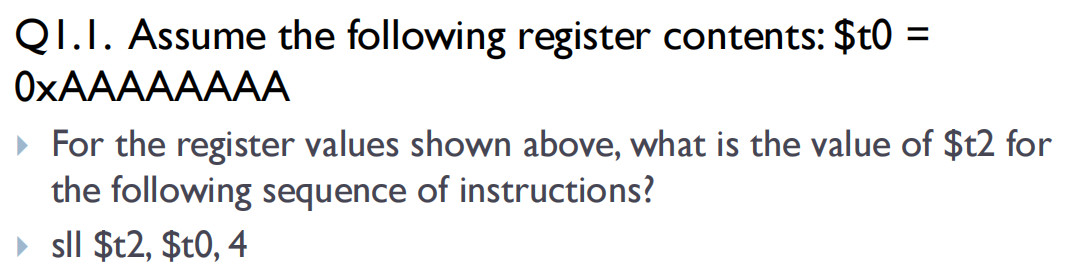 Q1.1. Assume the following register contents: $t0 =
0xAAAAAAAA
For the register values shown above, what is the value of $t2 for
the following sequence of instructions?
sll $t2, $t0, 4